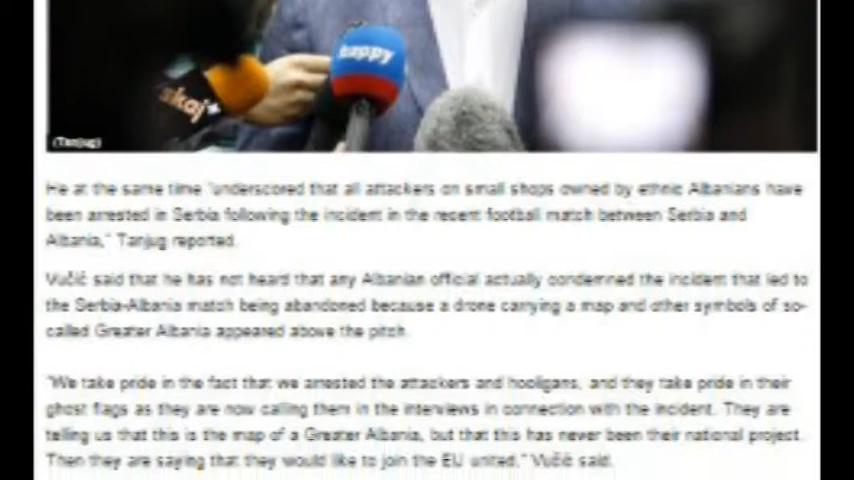 happy
skaj+
(Tanjug)
He at the same time "underscored that all attackers on small shops owned by ethnic Albanians have
been arrested in Serbia following the incident in the recent football match between Serbia and
Albania," Tanjug reported.
Vučić said that he has not heard that any Albanian official actually condemned the incident that led to
the Serbia-Albania match being abandoned because a drone carrying a map and other symbols of so-
called Greater Albania appeared above the pitch.
"We take pride in the fact that we arrested the attackers and hooligans, and they take pride in their
ghost flags as they are now calling them in the interviews in connection with the incident. They are
telling us that this is the map of a Greater Albania, but that this has never been their national project.
Then they are saying that they would like to join the EU united," Vučić said.